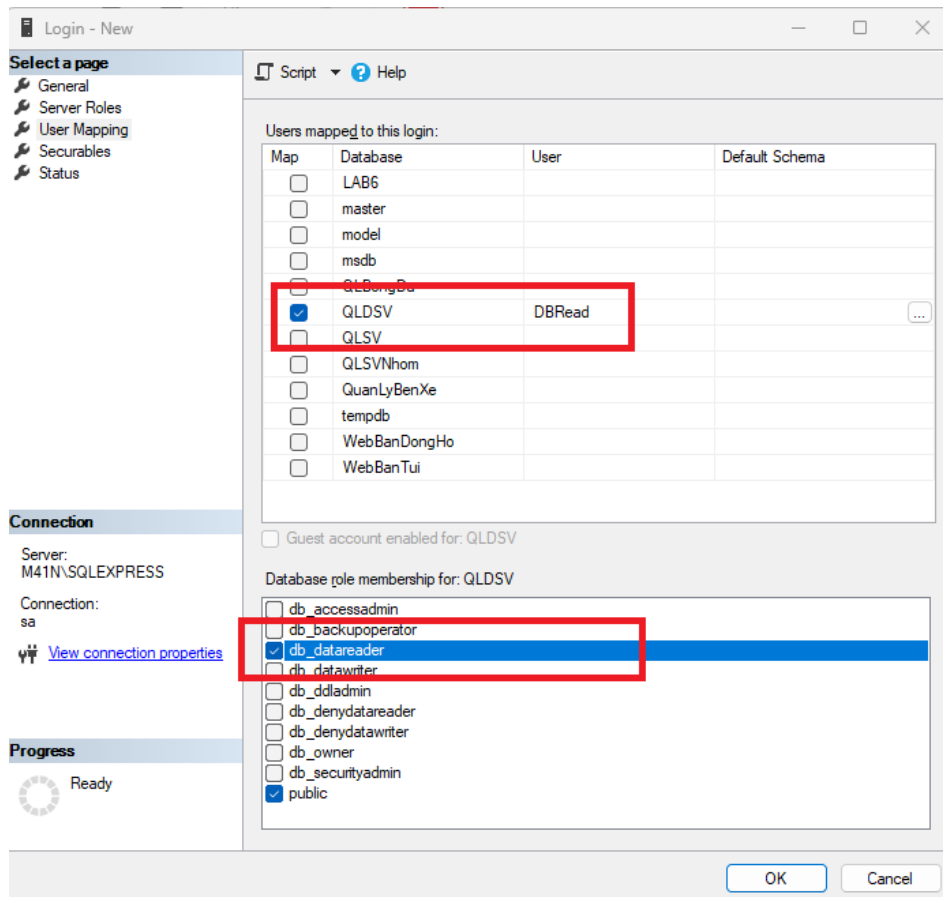 Login - New
Select a page
General
Server Roles
User Mapping
Securables
Status
Script
Help
Users mapped to this login:
Map Database User Default Schema
LAB6
master
model
msdb
QLBongDa
QLDSV DBRead ...
QLSV
QLSVNhom
QuanLyBenXe
tempdb
WebBanDongHo
WebBanTui
Guest account enabled for: QLDSV
Database role membership for: QLDSV
db_accessadmin
db_backupoperator
db_datareader
db_datawriter
db_ddladmin
db_denydatareader
db_denydatawriter
db_owner
db_securityadmin
public
Connection
Server:
M41N\SQLEXPRESS
Connection:
sa
View connection properties
Progress
Ready
OK
Cancel